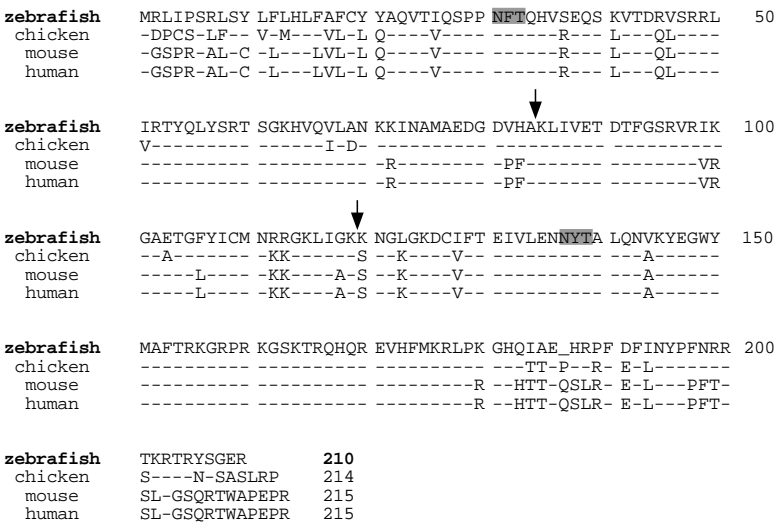 zebrafish MRLIPSRLSY LFLHLFAFCY YAQVTIQSPP NFTQHVSEQS KVTDRVSRRL 50
chicken -DPCS-LF-- V-M---VL-L Q----V---- -----R---- L---QL----
mouse -GSPR-AL-C -L---LVL-L Q----V---- -----R---- L---QL----
human -GSPR-AL-C -L---LVL-L Q----V---- -----R---- L---QL----
zebrafish IRTYQLYSRT SGKHVQVLAN KKINAMAEDG DVHAKLIVET DTFGSRVRIK 100
chicken V--------- ------I-D- ---------- ---------- ----------
mouse ---------- ---------- -R-------- -PF------- --------VR
human ---------- ---------- -R-------- -PF------- --------VR
zebrafish GAETGFYICM NRRGKLIGKK NGLGKDCIFT EIVLENNYTA LQNVKYEGWY 150
chicken --A------- -KK------S --K----V-- ---------- ---A------
mouse ----L----- -KK----A-S --K----V-- ---------- ---A------
human ----L----- -KK----A-S --K----V-- ---------- ---A------
zebrafish MAFTRKGRPR KGSKTRQHQR EVHFMKRLPK GHQIAE_HRPF DFINYPFNRR 200
chicken ---------- ---------- ---------- ----TT-P--R- E-L-------
mouse ---------- ---------- ---------R --HTT-QSLR- E-L---PFT-
human ---------- ---------- ---------R --HTT-QSLR- E-L---PFT-
zebrafish TKRTRYSGER 210
chicken S----N-SASLRP 214
mouse SL-GSQRTWAPEPR 215
human SL-GSQRTWAPEPR 215